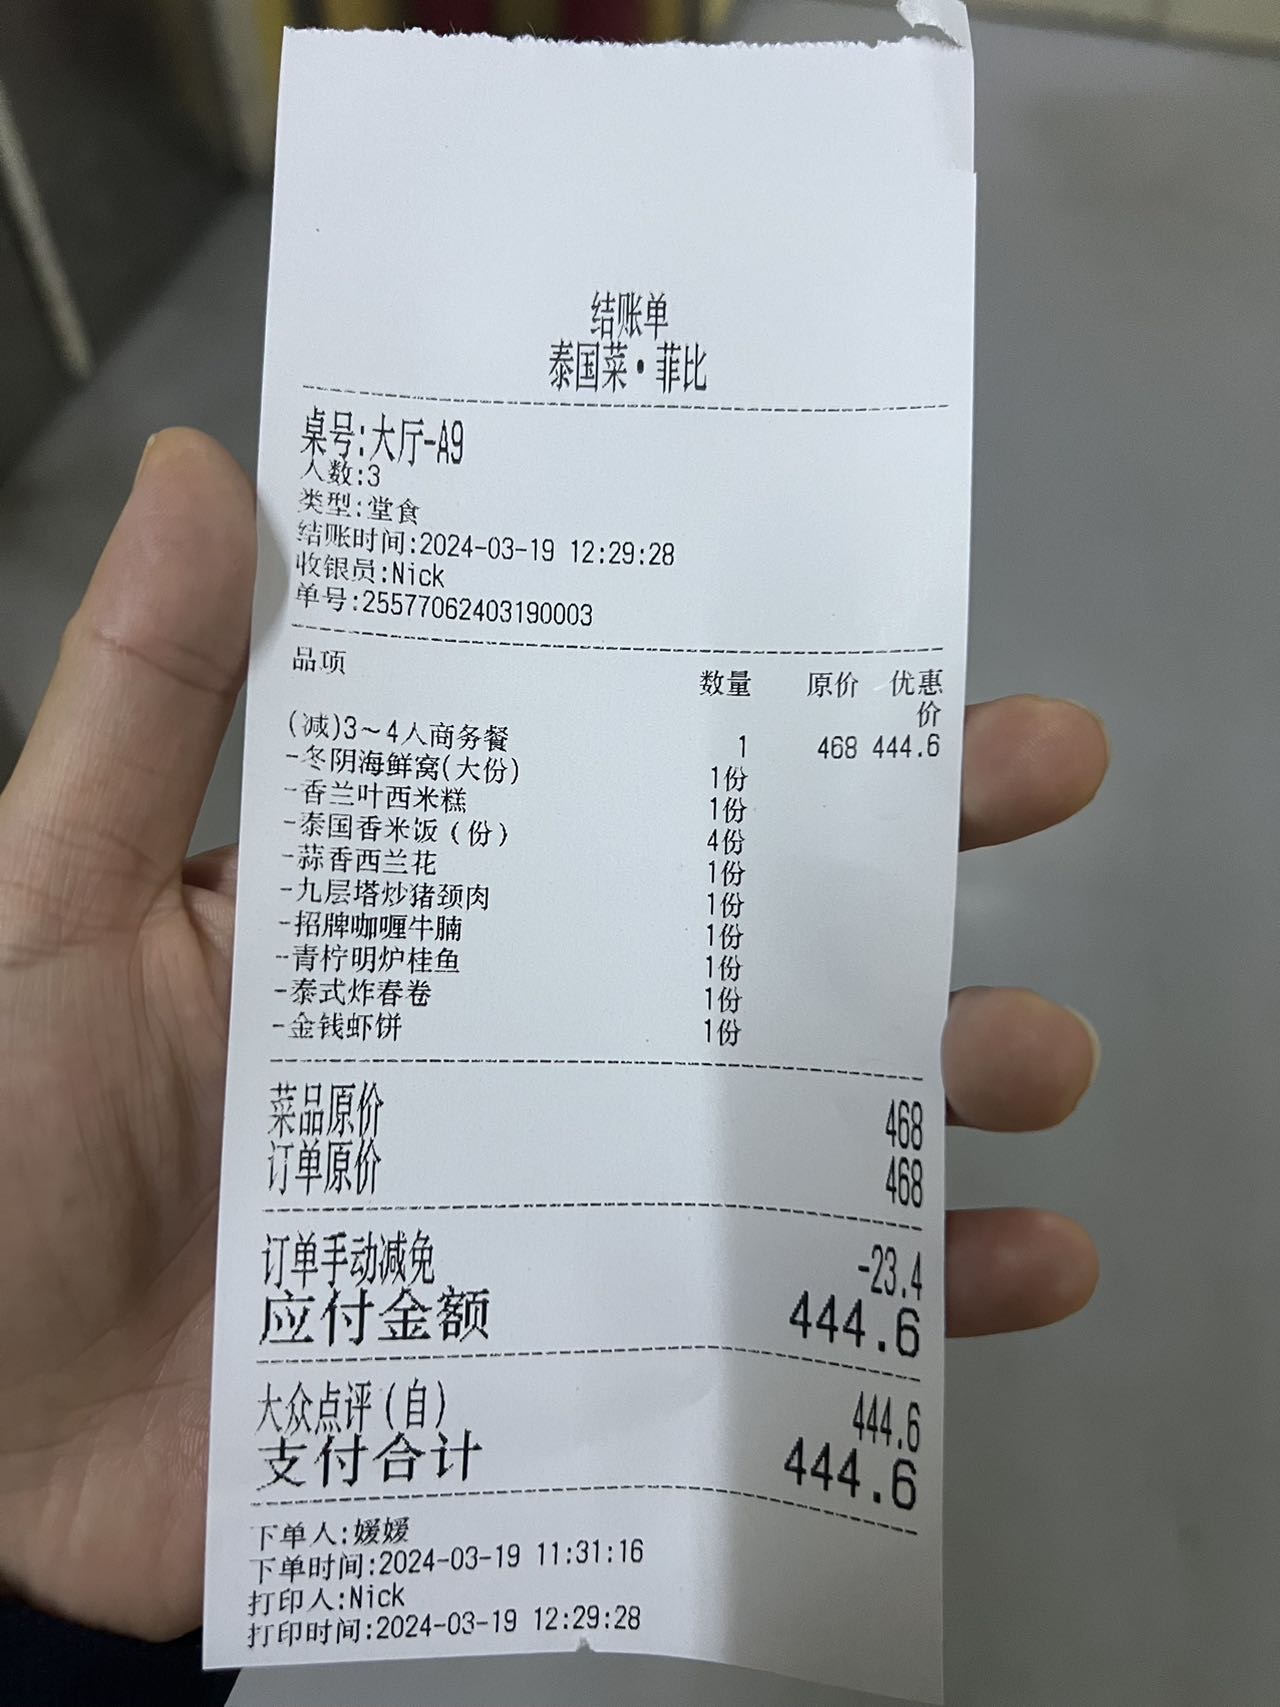 结账单
泰国菜•菲比
桌号:大厅-A9
人数:3
类型:堂食
结账时间:2024-03-19 12:29:28
收银员:Nick
单号:25577062403190003
品项 数量 原价 优惠价
(减)3~4人商务餐 1 468 444.6
-冬阴海鲜窝(大份) 1份
-香兰叶西米糕 1份
-泰国香米饭(份) 4份
-蒜香西兰花 1份
-九层塔炒猪颈肉 1份
-招牌咖喱牛腩 1份
-青柠明炉桂鱼 1份
-泰式炸春卷 1份
-金钱虾饼 1份
菜品原价 468
订单原价 468
订单手动减免 -23.4
应付金额 444.6
大众点评(自) 444.6
支付合计 444.6
下单人:媛媛
下单时间:2024-03-19 11:31:16
打印人:Nick
打印时间:2024-03-19 12:29:28